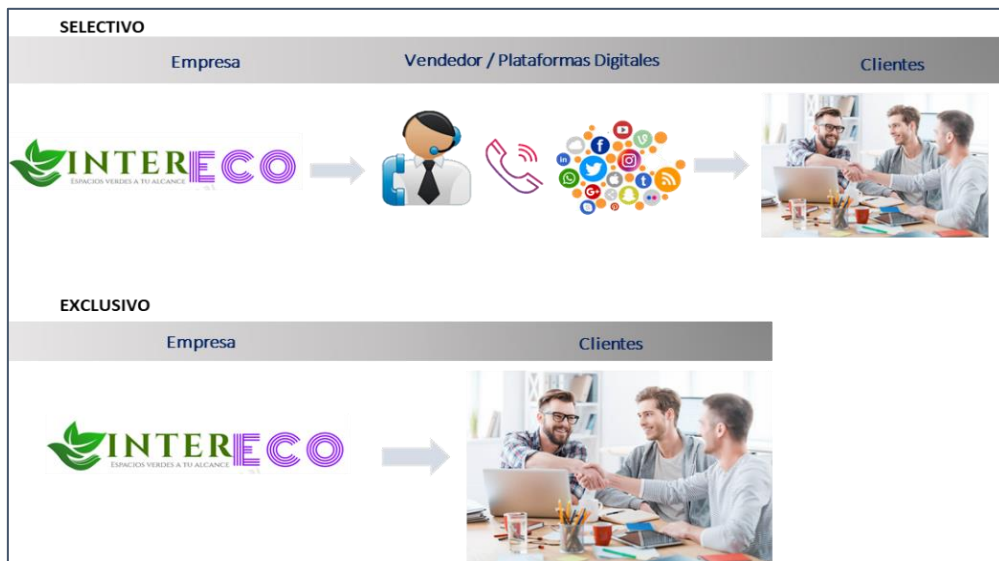 SELECTIVO
Empresa Vendedor / Plataformas Digitales Clientes
INTERECO
ESPACIOS VERDES A TU ALCANCE
EXCLUSIVO
Empresa Clientes
INTERECO
ESPACIOS VERDES A TU ALCANCE